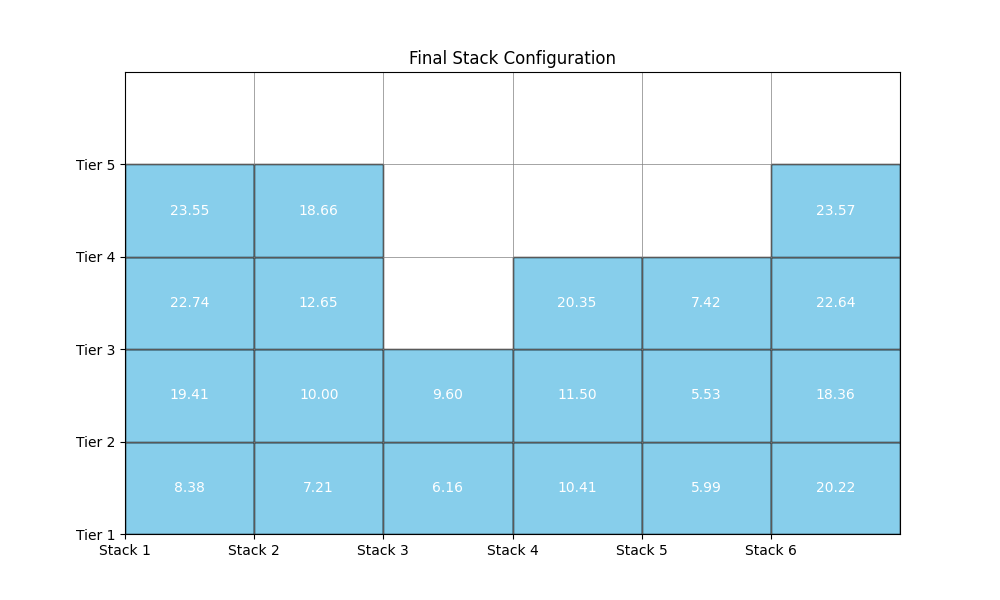 Final Stack Configuration
Tier 5
23.55 18.66 23.57
Tier 4
22.74 12.65 20.35 7.42 22.64
Tier 3
19.41 10.00 9.60 11.50 5.53 18.36
Tier 2
8.38 7.21 6.16 10.41 5.99 20.22
Tier 1
Stack 1 Stack 2 Stack 3 Stack 4 Stack 5 Stack 6